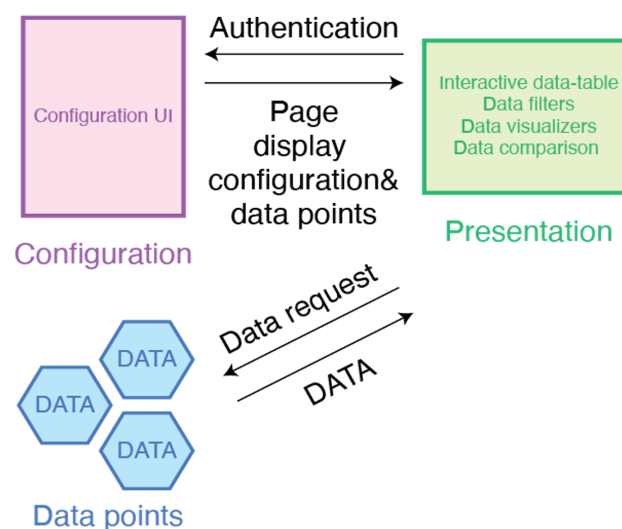 Authentication
Configuration UI
Page
display
configuration&
data points
Interactive data-table
Data filters
Data visualizers
Data comparison
Configuration
Presentation
Data request
DATA
DATA
DATA
DATA
Data points